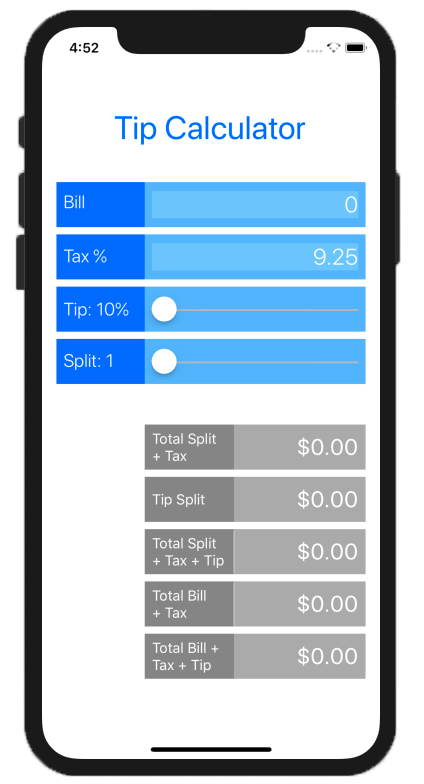 4:52
Tip Calculator
Bill
0
Tax %
9.25
Tip: 10%
Split: 1
Total Split
+ Tax
$0.00
Tip Split
$0.00
Total Split
+ Tax + Tip
$0.00
Total Bill
+ Tax
$0.00
Total Bill +
Tax + Tip
$0.00